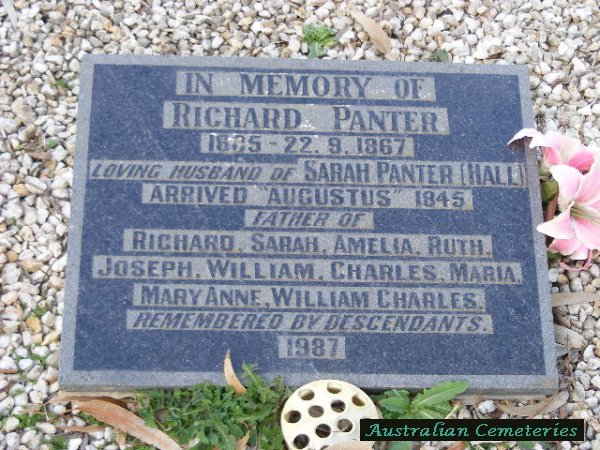 IN MEMORY OF
RICHARD PANTER
1805 - 22. 9. 1867
LOVING HUSBAND OF SARAH PANTER (HALL)
ARRIVED "AUGUSTUS" 1845
FATHER OF
RICHARD, SARAH, AMELIA, RUTH,
JOSEPH, WILLIAM, CHARLES, MARIA,
MARY ANNE, WILLIAM CHARLES.
REMEMBERED BY DESCENDANTS.
1987
Australian Cemeteries